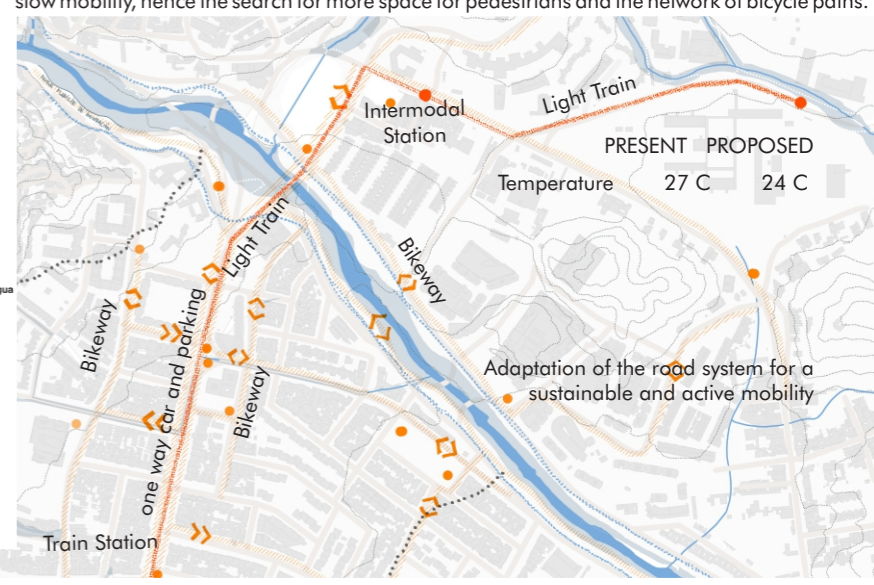 slow mobility, hence the search for more space for pedestrians and the network of bicycle paths.
Light Train
Intermodal
Station
PRESENT PROPOSED
Temperature 27 C 24 C
Light Train
Bikeway
Bikeway
one way car and parking
Bikeway
Adaptation of the road system for a
sustainable and active mobility
Train Station